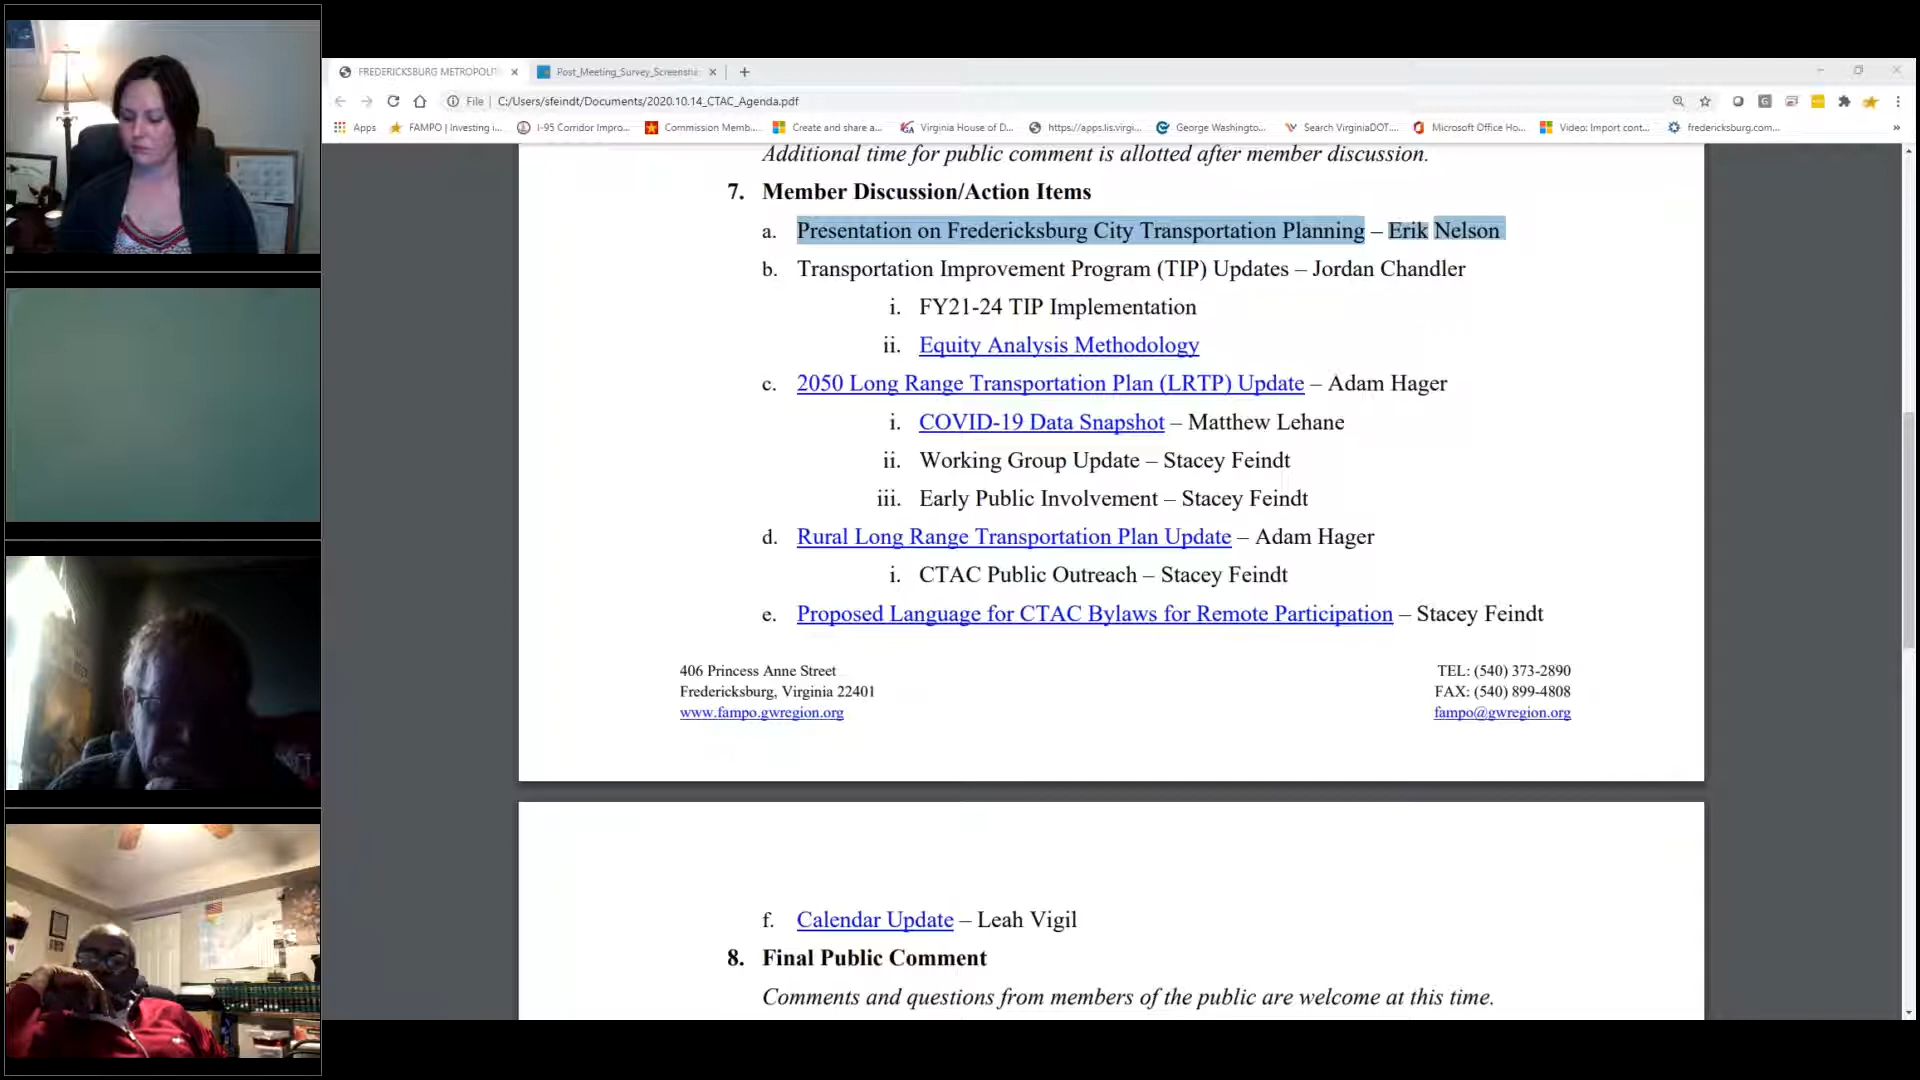 FREDERICKSBURG METROPOLIT
Post_Meeting_Survey_Screensha
File | C:/Users/sfeindt/Documents/2020.10.14_CTAC_Agenda.pdf
Apps FAMPO | Investing i... I-95 Corridor Impro... Commission Memb... Create and share a... Virginia House of D... https://apps.lis.virgi... George Washingto... Search VirginiaDOT.... Microsoft Office Ho... Video: Import cont... fredericksburg.com... »
Additional time for public comment is allotted after member discussion.
7. Member Discussion/Action Items
a. Presentation on Fredericksburg City Transportation Planning – Erik Nelson
b. Transportation Improvement Program (TIP) Updates – Jordan Chandler
i. FY21-24 TIP Implementation
ii. Equity Analysis Methodology
c. 2050 Long Range Transportation Plan (LRTP) Update – Adam Hager
i. COVID-19 Data Snapshot – Matthew Lehane
ii. Working Group Update – Stacey Feindt
iii. Early Public Involvement – Stacey Feindt
d. Rural Long Range Transportation Plan Update – Adam Hager
i. CTAC Public Outreach – Stacey Feindt
e. Proposed Language for CTAC Bylaws for Remote Participation – Stacey Feindt
406 Princess Anne Street
Fredericksburg, Virginia 22401
www.fampo.gwregion.org
TEL: (540) 373-2890
FAX: (540) 899-4808
fampo@gwregion.org
f. Calendar Update – Leah Vigil
8. Final Public Comment
Comments and questions from members of the public are welcome at this time.